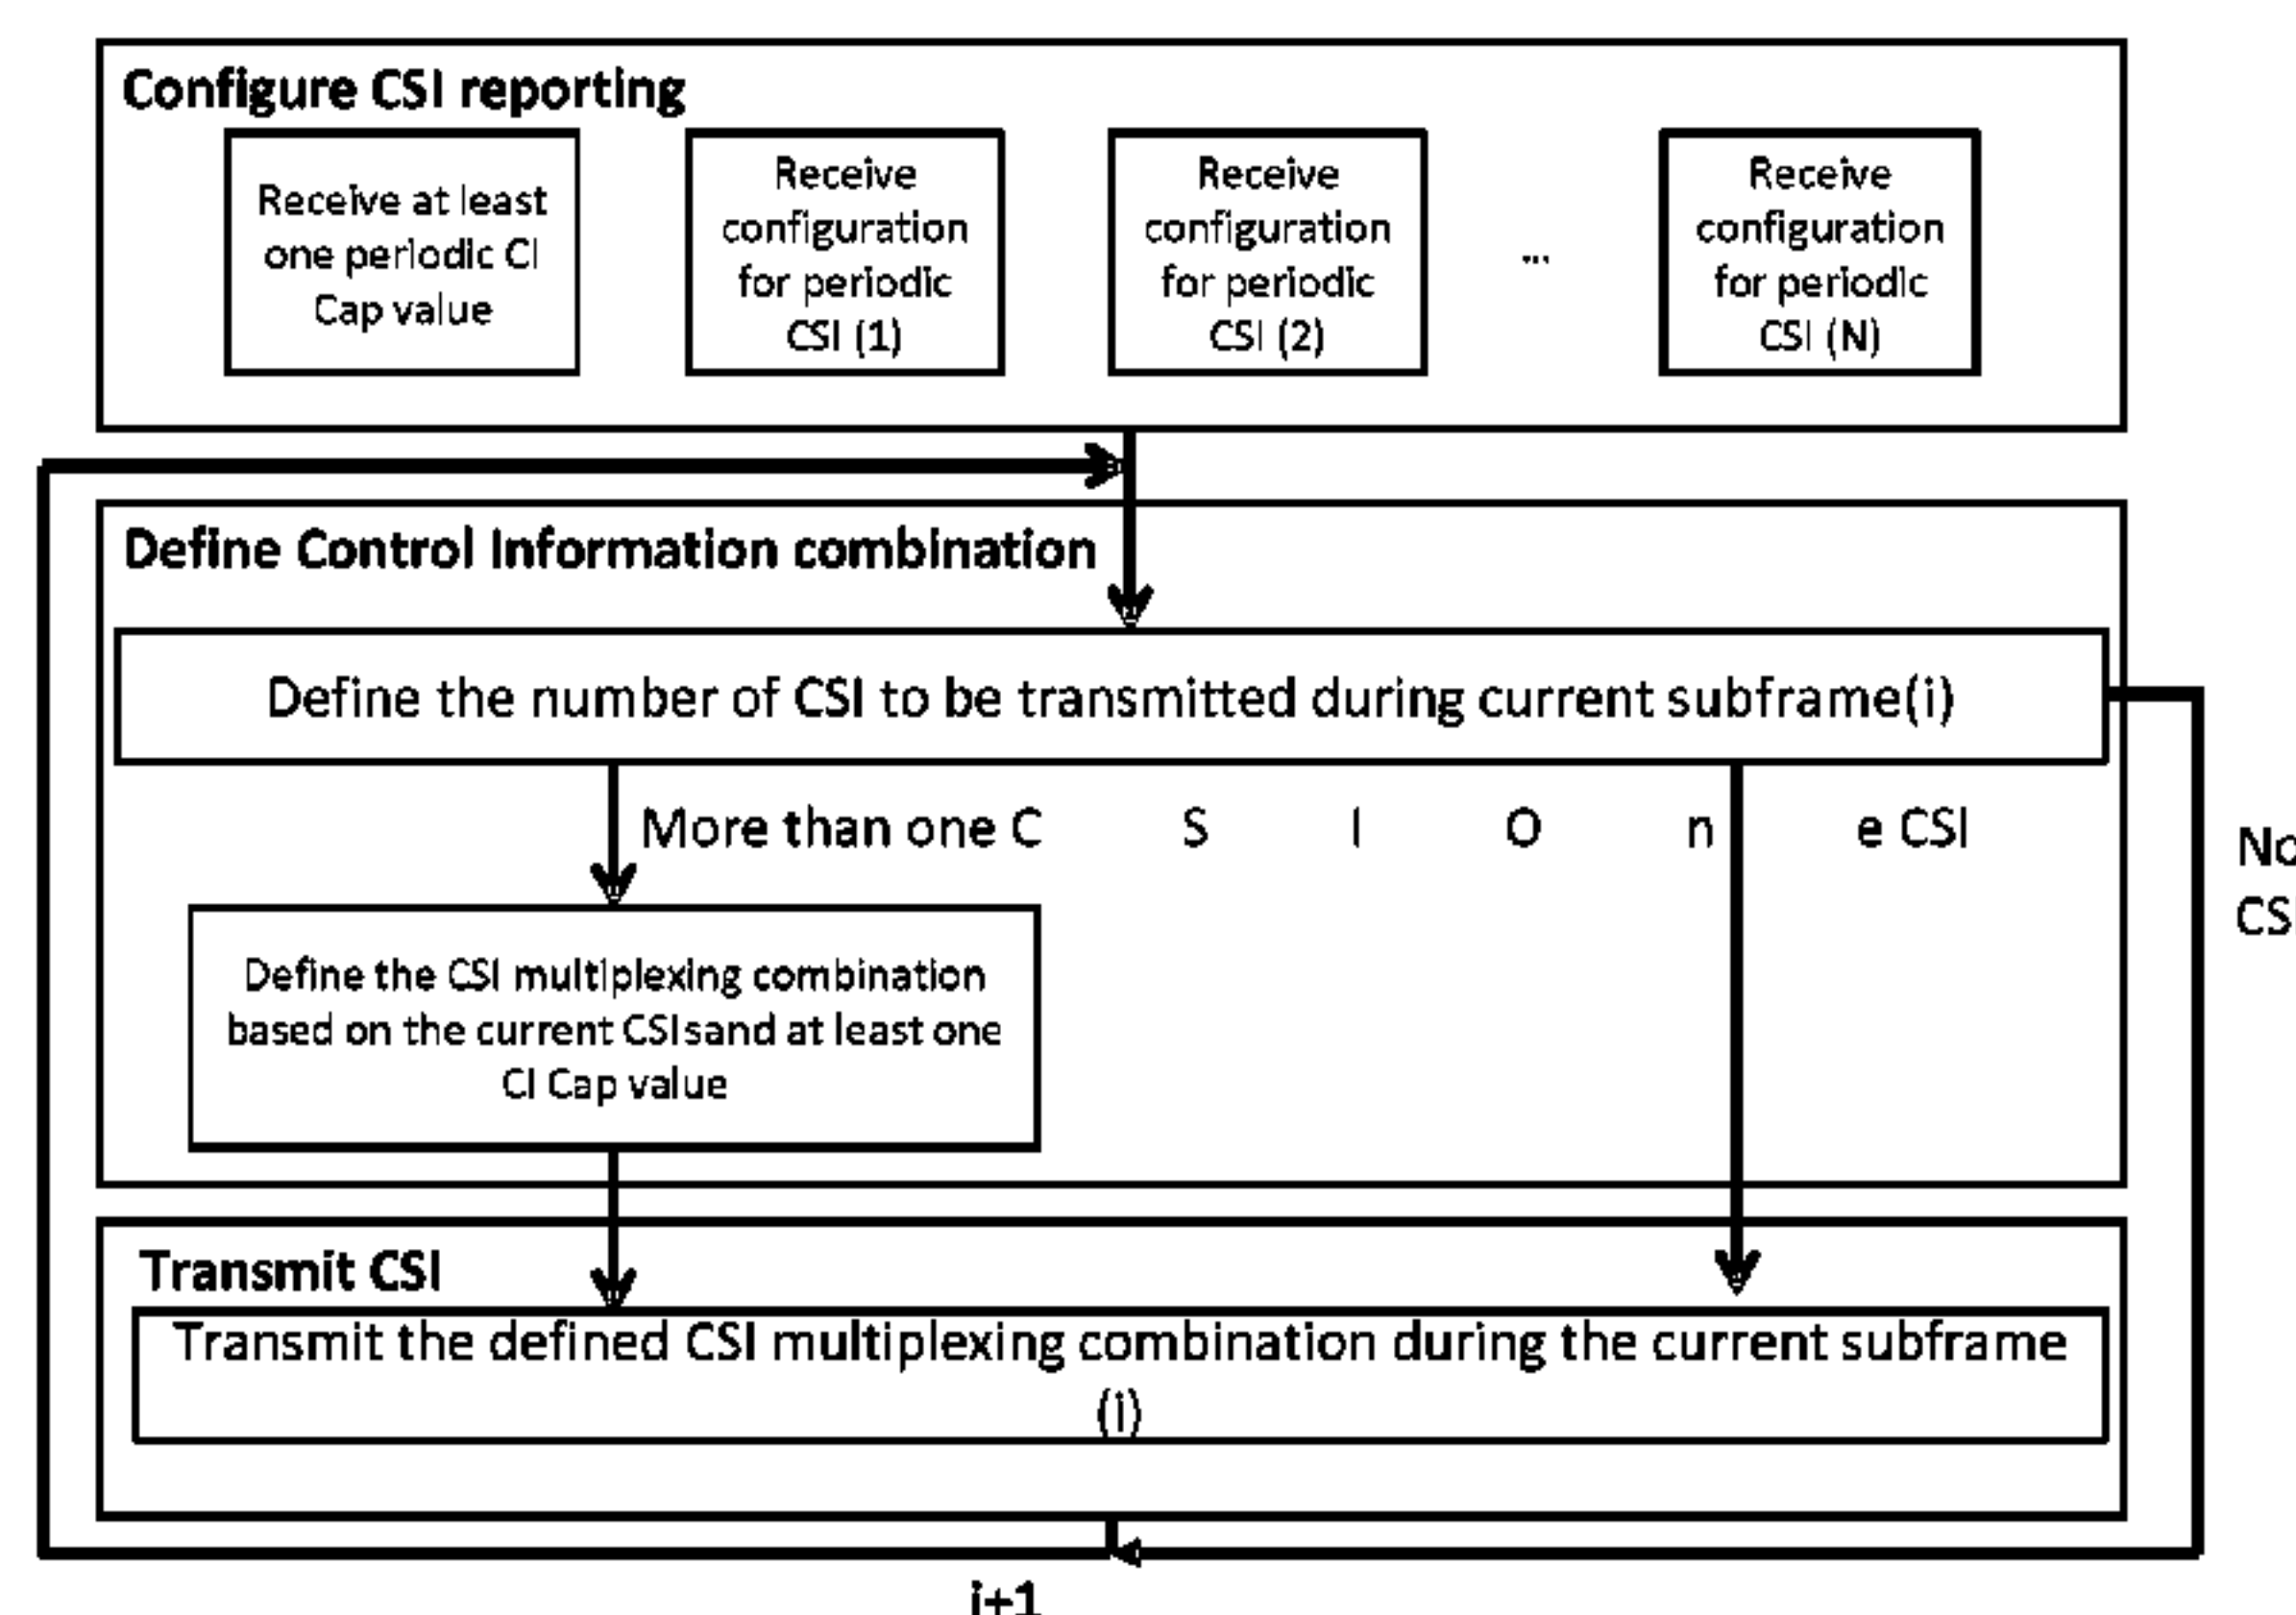 Configure CSI reporting
Receive at least
one periodic CI
Cap value
Receive
configuration
for periodic
CSI (1)
Receive
configuration
for periodic
CSI (2)
...
Receive
configuration
for periodic
CSI (N)
Define Control Information combination
Define the number of CSI to be transmitted during current subframe(i)
More than one C S I O n e CSI
No
CS
Define the CSI multiplexing combination
based on the current CSIsand at least one
CI Cap value
Transmit CSI
Transmit the defined CSI multiplexing combination during the current subframe
(i)
i+1